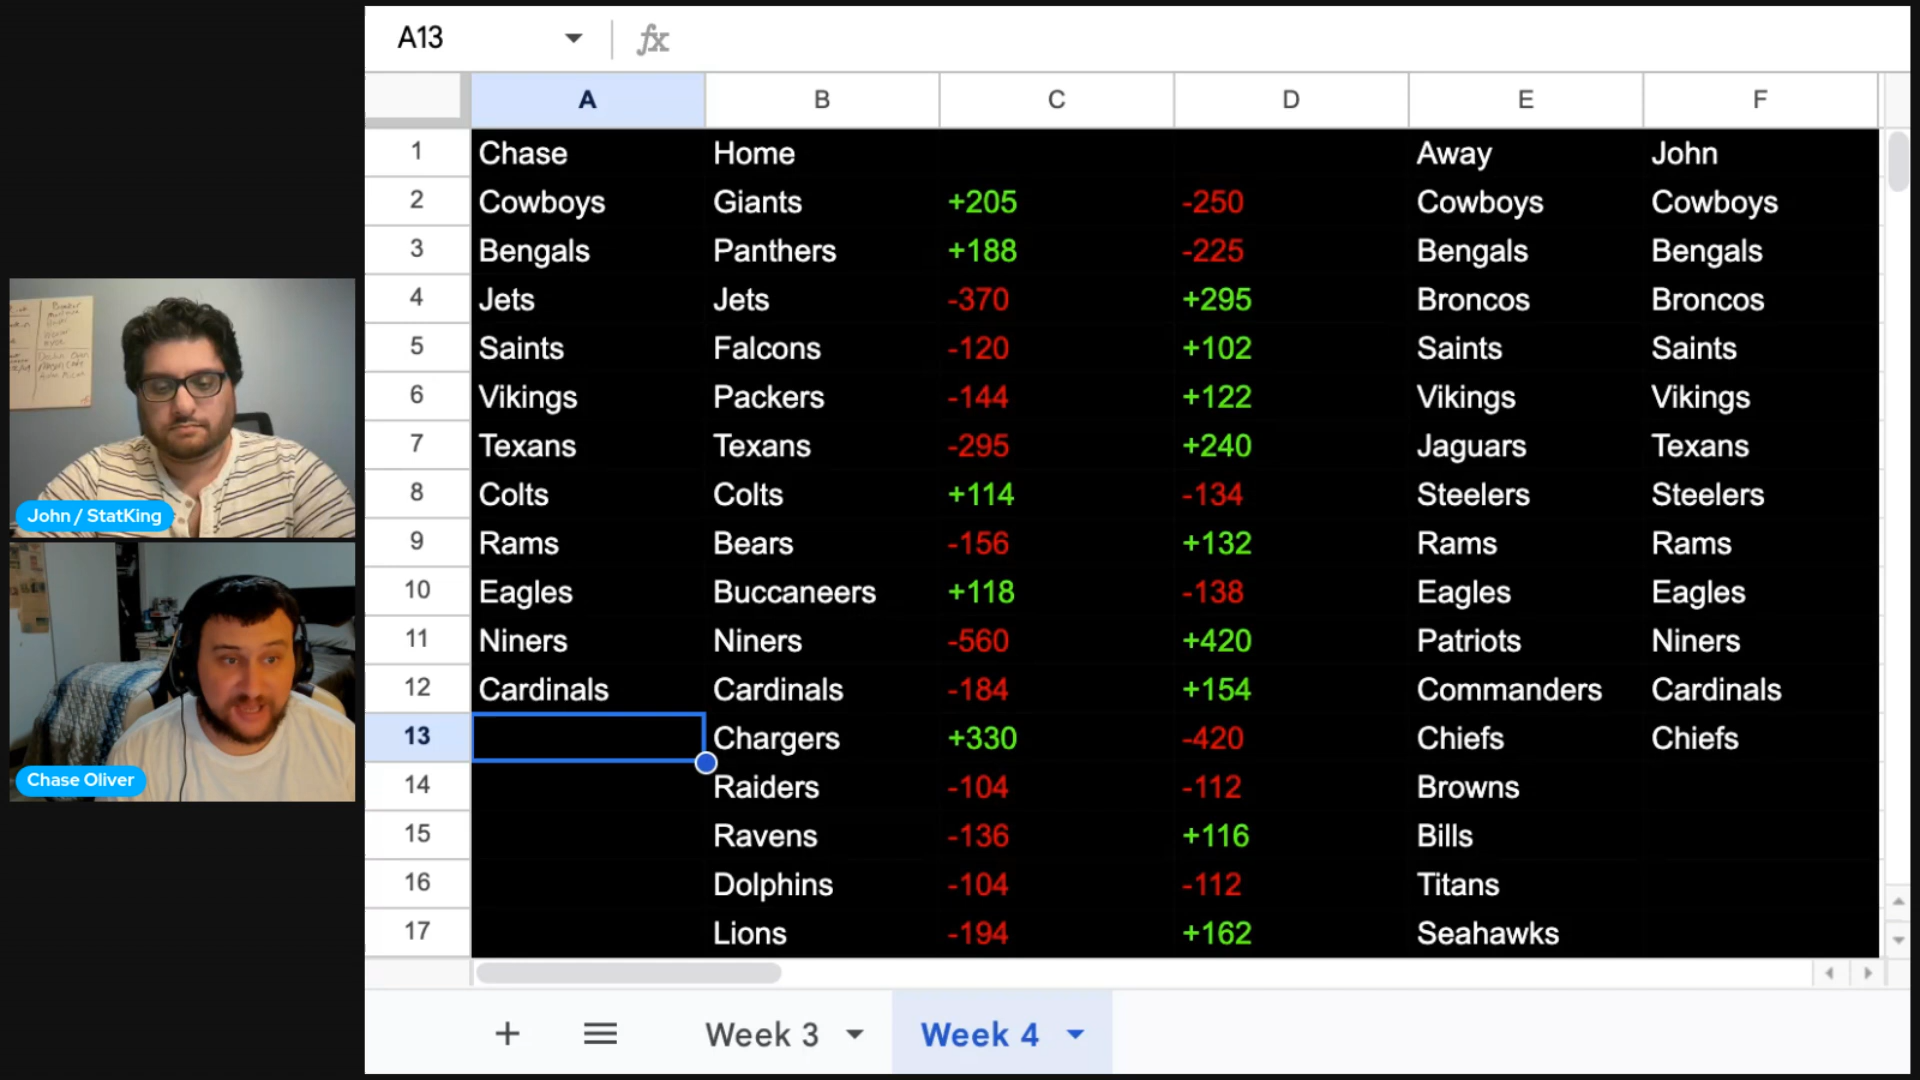 A13 fx
A B C D E F
1 Chase Home Away John
2 Cowboys Giants +205 -250 Cowboys Cowboys
3 Bengals Panthers +188 -225 Bengals Bengals
4 Jets Jets -370 +295 Broncos Broncos
5 Saints Falcons -120 +102 Saints Saints
6 Vikings Packers -144 +122 Vikings Vikings
7 Texans Texans -295 +240 Jaguars Texans
8 Colts Colts +114 -134 Steelers Steelers
9 Rams Bears -156 +132 Rams Rams
10 Eagles Buccaneers +118 -138 Eagles Eagles
11 Niners Niners -560 +420 Patriots Niners
12 Cardinals Cardinals -184 +154 Commanders Cardinals
13 Chargers +330 -420 Chiefs Chiefs
14 Raiders -104 -112 Browns
15 Ravens -136 +116 Bills
16 Dolphins -104 -112 Titans
17 Lions -194 +162 Seahawks
Week 3 Week 4
John / StatKing
Chase Oliver